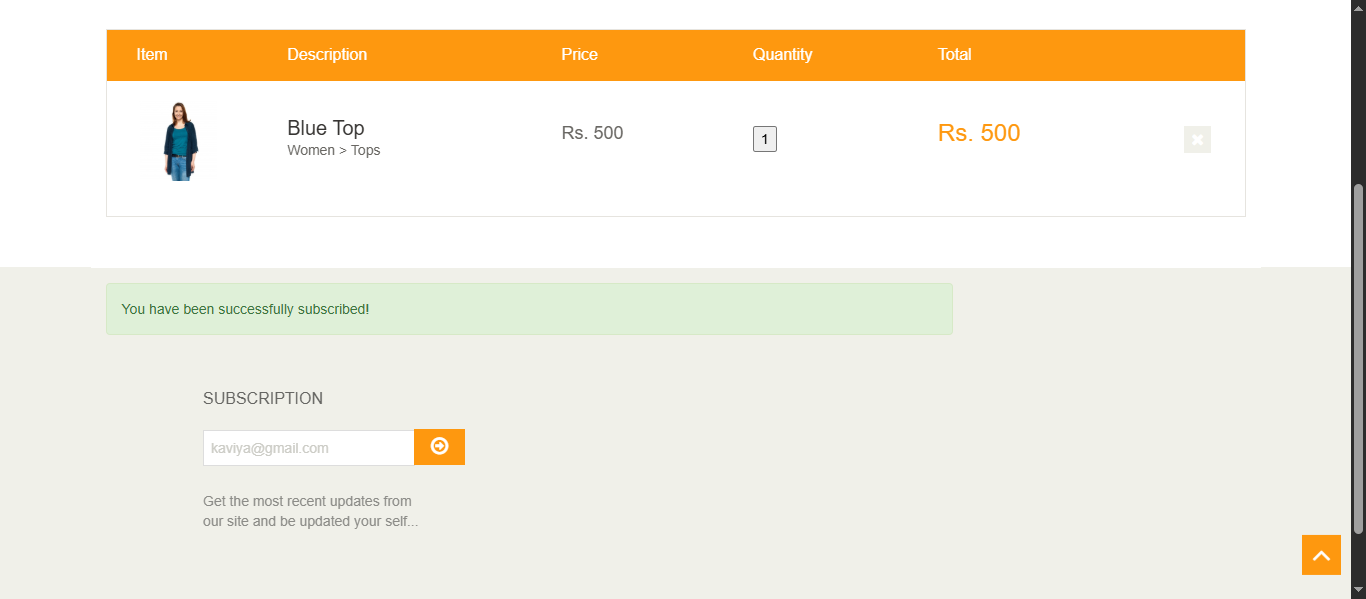 Item Description Price Quantity Total
Blue Top
Women > Tops
Rs. 500
1
Rs. 500
You have been successfully subscribed!
SUBSCRIPTION
kaviya@gmail.com
Get the most recent updates from
our site and be updated your self...